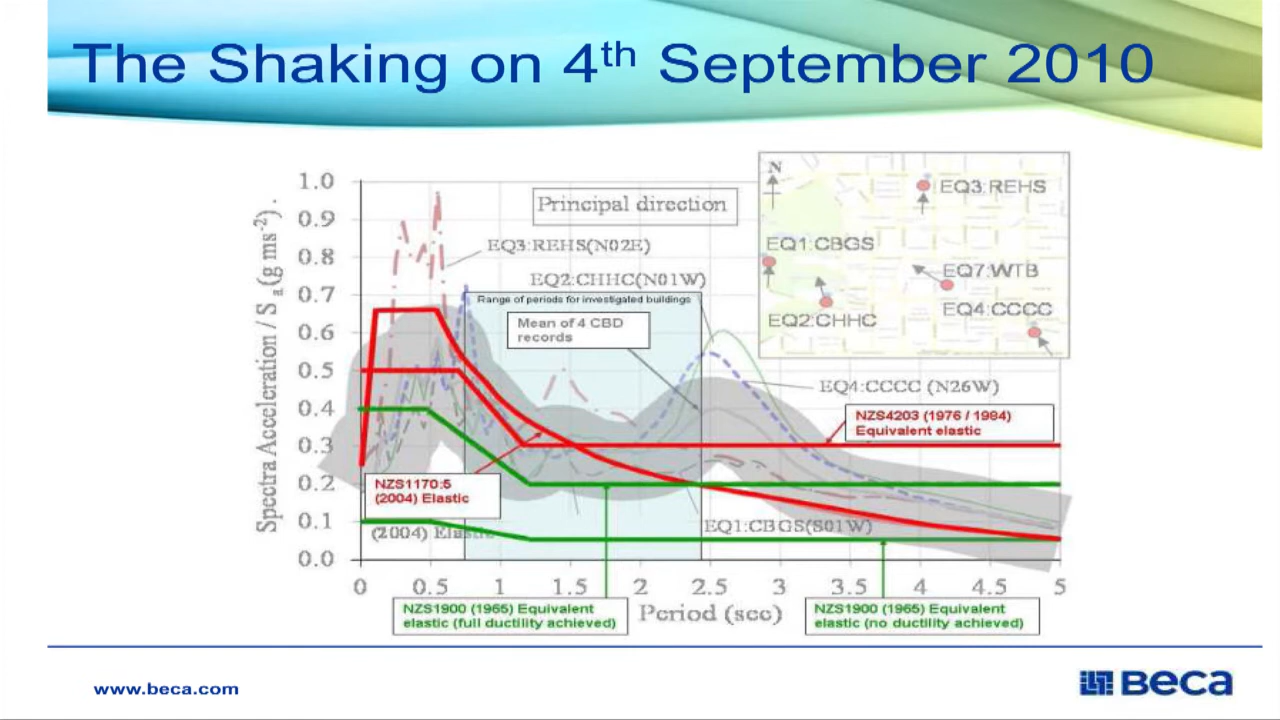 The Shaking on 4th September 2010
1.0
0.9
0.8
0.7
0.6
0.5
0.4
0.3
0.2
0.1
0.0
Spectra Acceleration / S a (g ms-2).
Principal direction
EQ3:REHS(N02E)
EQ2:CHHC(N01W)
Range of periods for investigated buildings
Mean of 4 CBD
records
N
EQ3:REHS
EQ1:CBGS
EQ7:WTB
EQ4:CCCC
EQ2:CHHC
EQ4:CCCC (N26W)
NZS4203 (1976 / 1984)
Equivalent elastic
NZS1170:5
(2004) Elastic
(2004) Elastic
EQ1:CBGS(S01W)
0 0.5 1 1.5 2 2.5 3 3.5 4 4.5 5
NZS1900 (1965) Equivalent
elastic (full ductility achieved)
Period (sec)
NZS1900 (1965) Equivalent
elastic (no ductility achieved)
www.beca.com
Beca